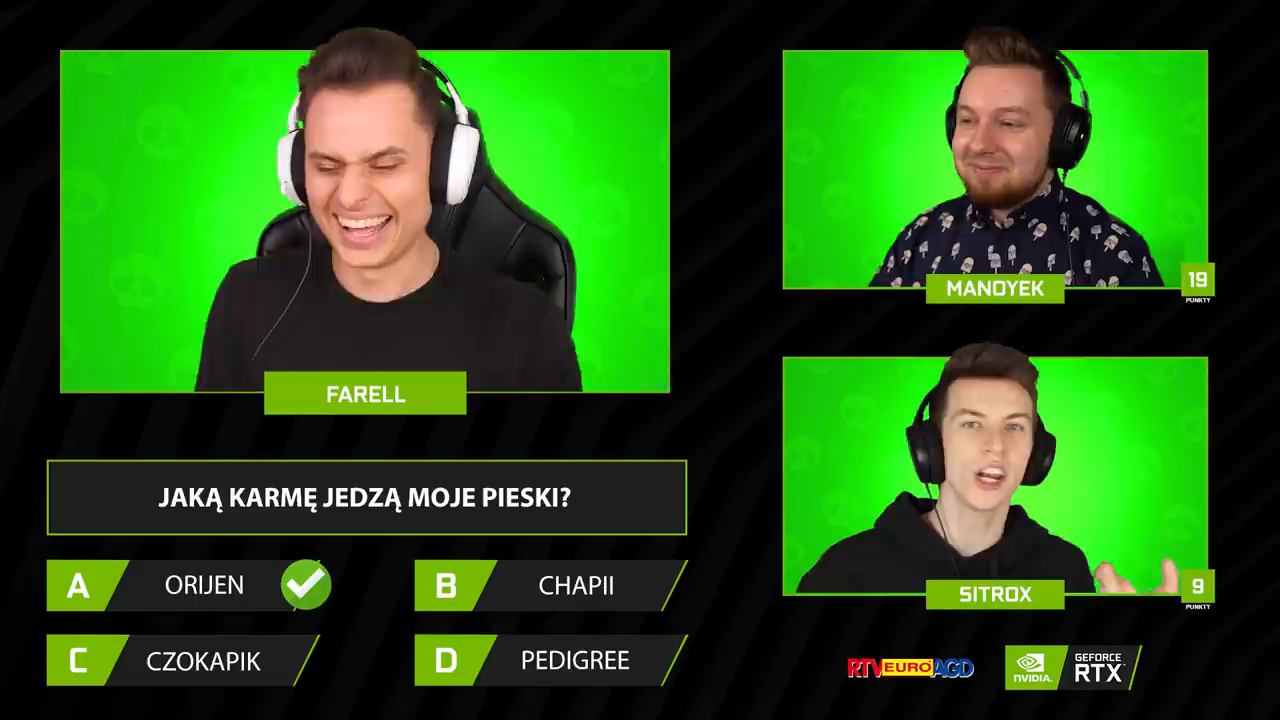 FARELL
MANOYEK
19
PUNKTY
JAKĄ KARMĘ JEDZĄ MOJE PIESKI?
A ORIJEN
B CHAPII
C CZOKAPIK
D PEDIGREE
SITROX
9
PUNKTY
RTV EURO AGD
NVIDIA.
GEFORCE
RTX